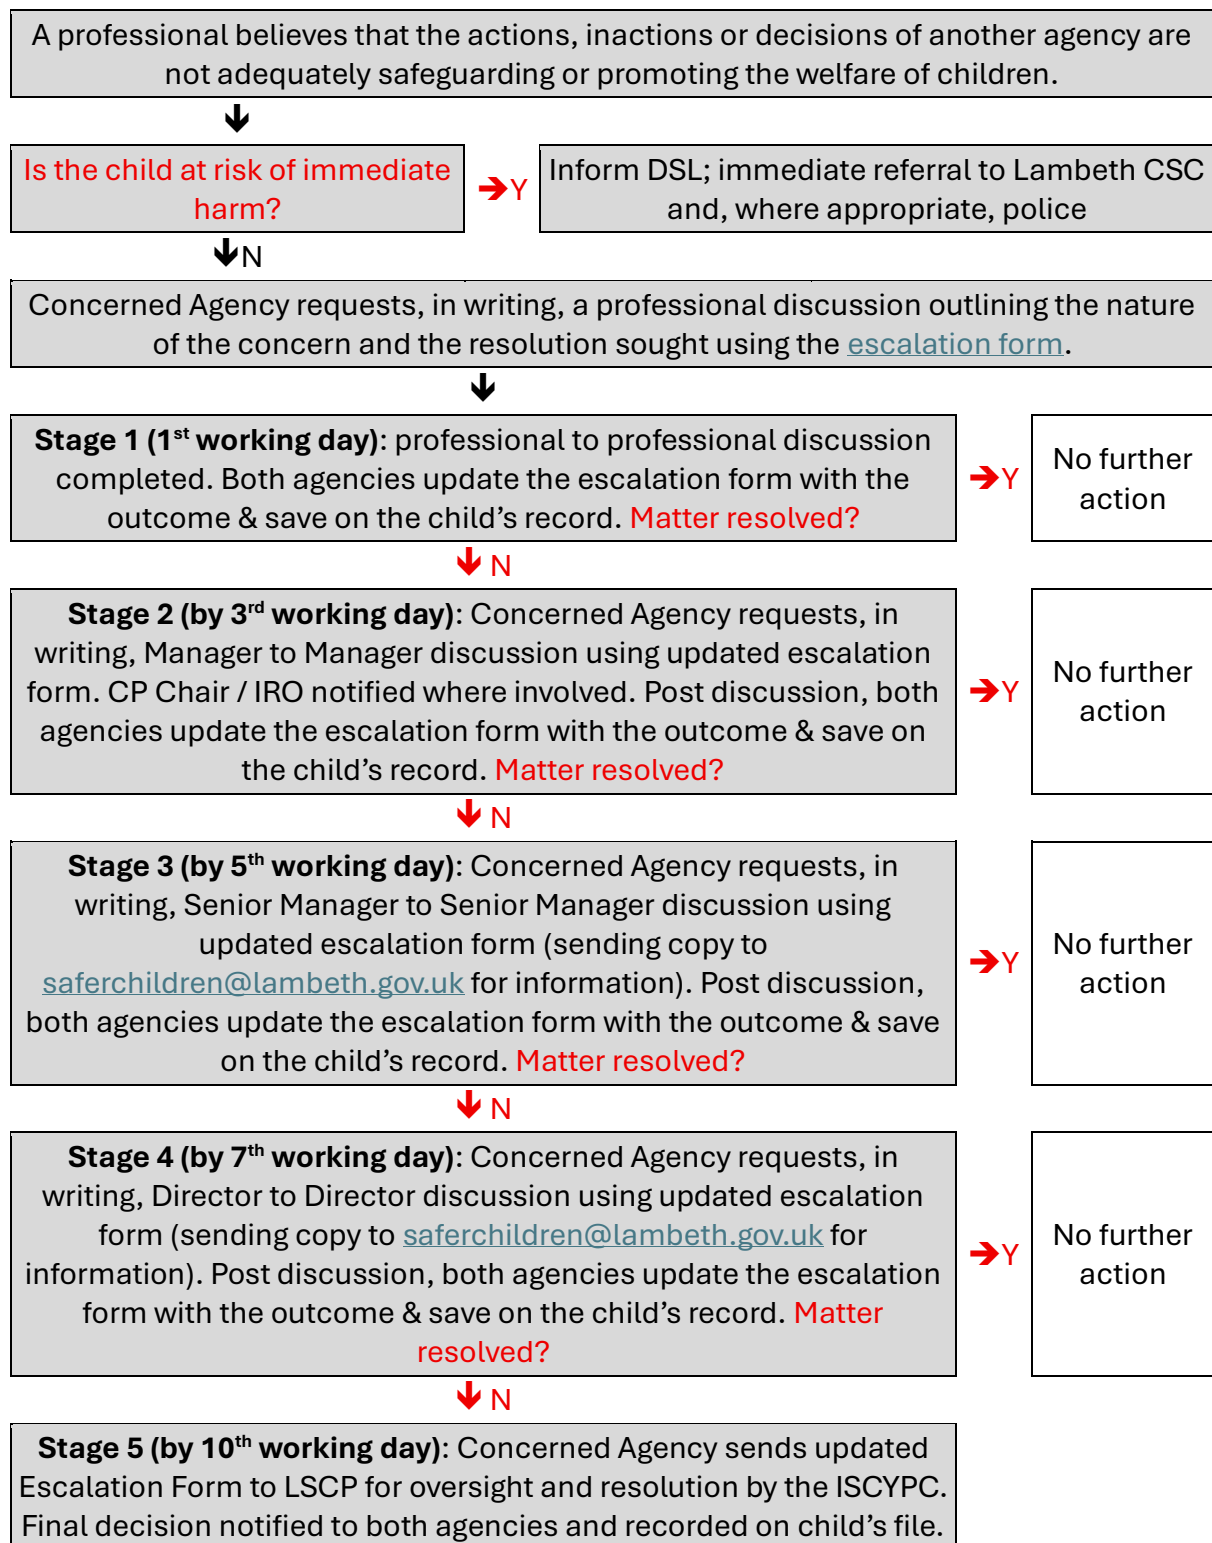 A professional believes that the actions, inactions or decisions of another agency are
not adequately safeguarding or promoting the welfare of children.
Is the child at risk of immediate
harm?
Y
Inform DSL; immediate referral to Lambeth CSC
and, where appropriate, police
N
Concerned Agency requests, in writing, a professional discussion outlining the nature
of the concern and the resolution sought using the escalation form.
Stage 1 (1st working day): professional to professional discussion
completed. Both agencies update the escalation form with the
outcome & save on the child’s record. Matter resolved?
Y
No further
action
N
Stage 2 (by 3rd working day): Concerned Agency requests, in
writing, Manager to Manager discussion using updated escalation
form. CP Chair / IRO notified where involved. Post discussion, both
agencies update the escalation form with the outcome & save on
the child’s record. Matter resolved?
Y
No further
action
N
Stage 3 (by 5th working day): Concerned Agency requests, in
writing, Senior Manager to Senior Manager discussion using
updated escalation form (sending copy to
saferchildren@lambeth.gov.uk for information). Post discussion,
both agencies update the escalation form with the outcome & save
on the child’s record. Matter resolved?
Y
No further
action
N
Stage 4 (by 7th working day): Concerned Agency requests, in
writing, Director to Director discussion using updated escalation
form (sending copy to saferchildren@lambeth.gov.uk for
information). Post discussion, both agencies update the escalation
form with the outcome & save on the child’s record. Matter
resolved?
Y
No further
action
N
Stage 5 (by 10th working day): Concerned Agency sends updated
Escalation Form to LSCP for oversight and resolution by the ISCYPC.
Final decision notified to both agencies and recorded on child’s file.